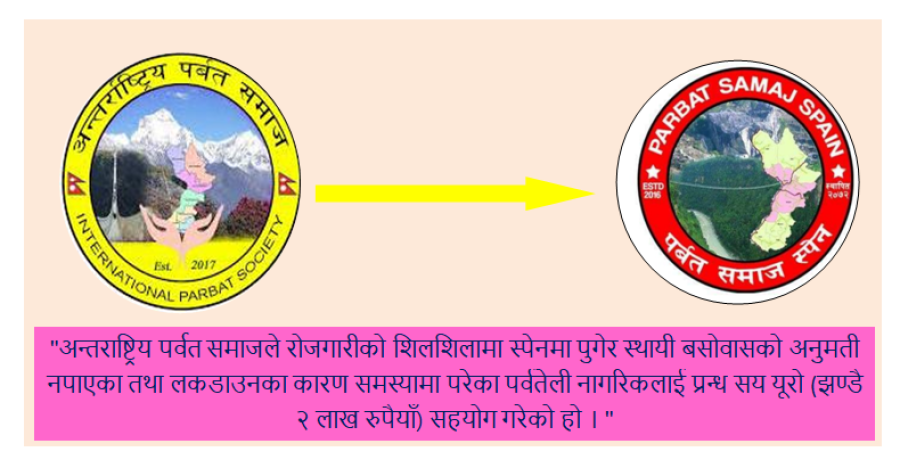 अन्तर्राष्ट्रिय पर्वत समाज
INTERNATIONAL PARBAT SOCIETY
Est. 2017
PARBAT SAMAJ SPAIN
ESTD
2016
स्थापित
२०७२
पर्वत समाज स्पेन
"अन्तराष्ट्रिय पर्वत समाजले रोजगारीको शिलशिलामा स्पेनमा पुगेर स्थायी बसोवासको अनुमती
नपाएका तथा लकडाउनका कारण समस्यामा परेका पर्वतेली नागरिकलाई प्रन्ध सय यूरो (झण्डै
२ लाख रुपैयाँ) सहयोग गरेको हो । "